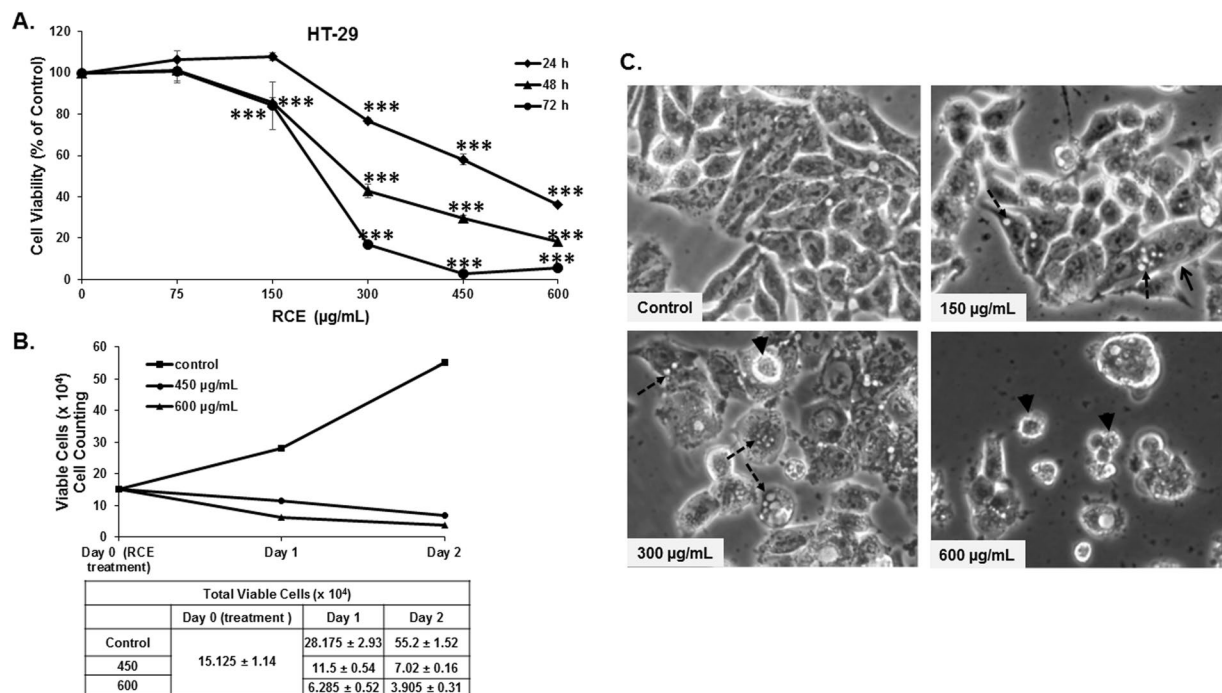 A.
HT-29
Cell Viability (% of Control)
120
100
80
60
40
20
0
24 h
48 h
72 h
***
***
***
***
***
***
***
***
***
***
***
0
75
150
300
450
600
RCE (µg/mL)
B.
Viable Cells (x 10⁴)
Cell Counting
60
50
40
30
20
10
0
control
450 µg/mL
600 µg/mL
Day 0 (RCE
treatment)
Day 1
Day 2
Total Viable Cells (x 10⁴)
Day 0 (treatment ) Day 1 Day 2
Control 15.125 ± 1.14 28.175 ± 2.93 55.2 ± 1.52
450 11.5 ± 0.54 7.02 ± 0.16
600 6.285 ± 0.52 3.905 ± 0.31
C.
Control
150 µg/mL
300 µg/mL
600 µg/mL